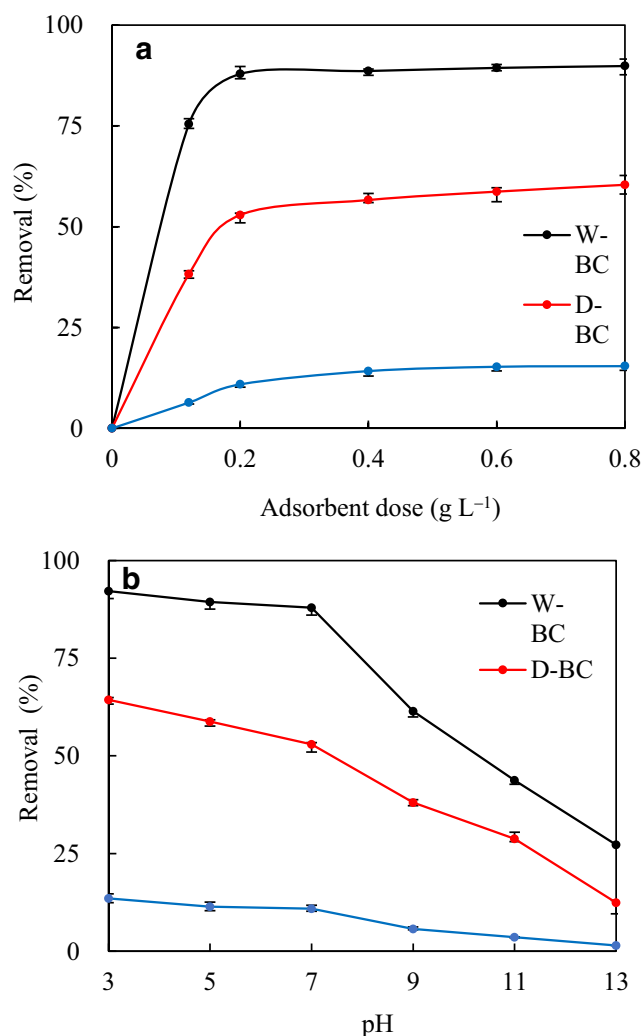 a
100
75
50
25
0
Removal (%)
W-
BC
D-
BC
0 0.2 0.4 0.6 0.8
Adsorbent dose (g L⁻¹)
b
100
75
50
25
0
Removal (%)
W-
BC
D-BC
3 5 7 9 11 13
pH